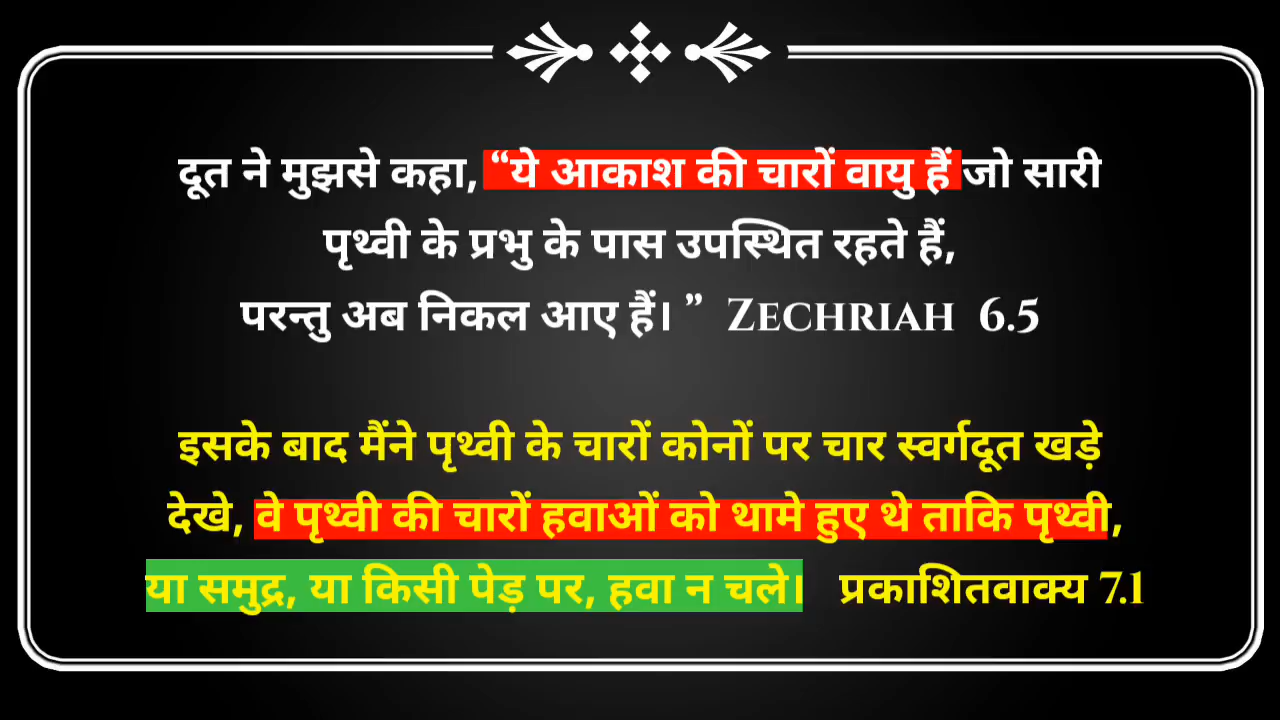 दूत ने मुझसे कहा, “ये आकाश की चारों वायु हैं जो सारी
पृथ्वी के प्रभु के पास उपस्थित रहते हैं,
परन्तु अब निकल आए हैं। ” ZECHRIAH 6.5
इसके बाद मैंने पृथ्वी के चारों कोनों पर चार स्वर्गदूत खड़े
देखे, वे पृथ्वी की चारों हवाओं को थामे हुए थे ताकि पृथ्वी,
या समुद्र, या किसी पेड़ पर, हवा न चले। प्रकाशितवाक्य 7.1